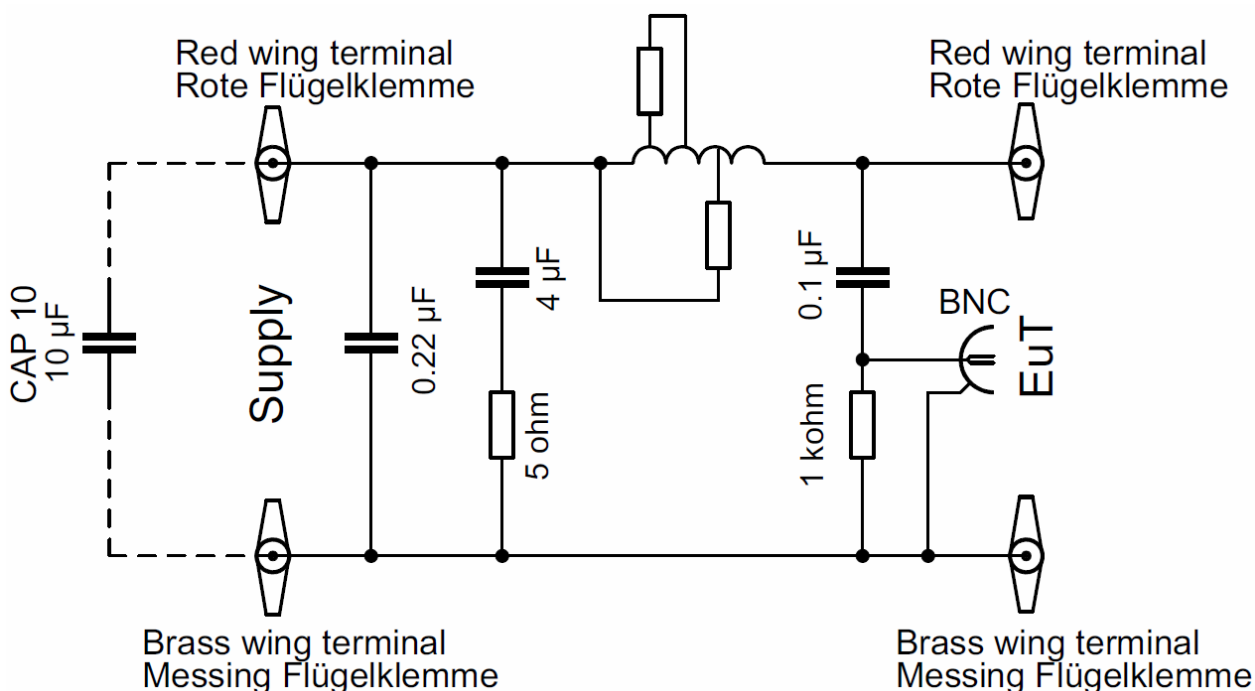 Red wing terminal
Rote Flügelklemme
Red wing terminal
Rote Flügelklemme
CAP 10
10 µF
Supply
0.22 µF
4 µF
5 ohm
0.1 µF
1 kohm
BNC
EuT
Brass wing terminal
Messing Flügelklemme
Brass wing terminal
Messing Flügelklemme